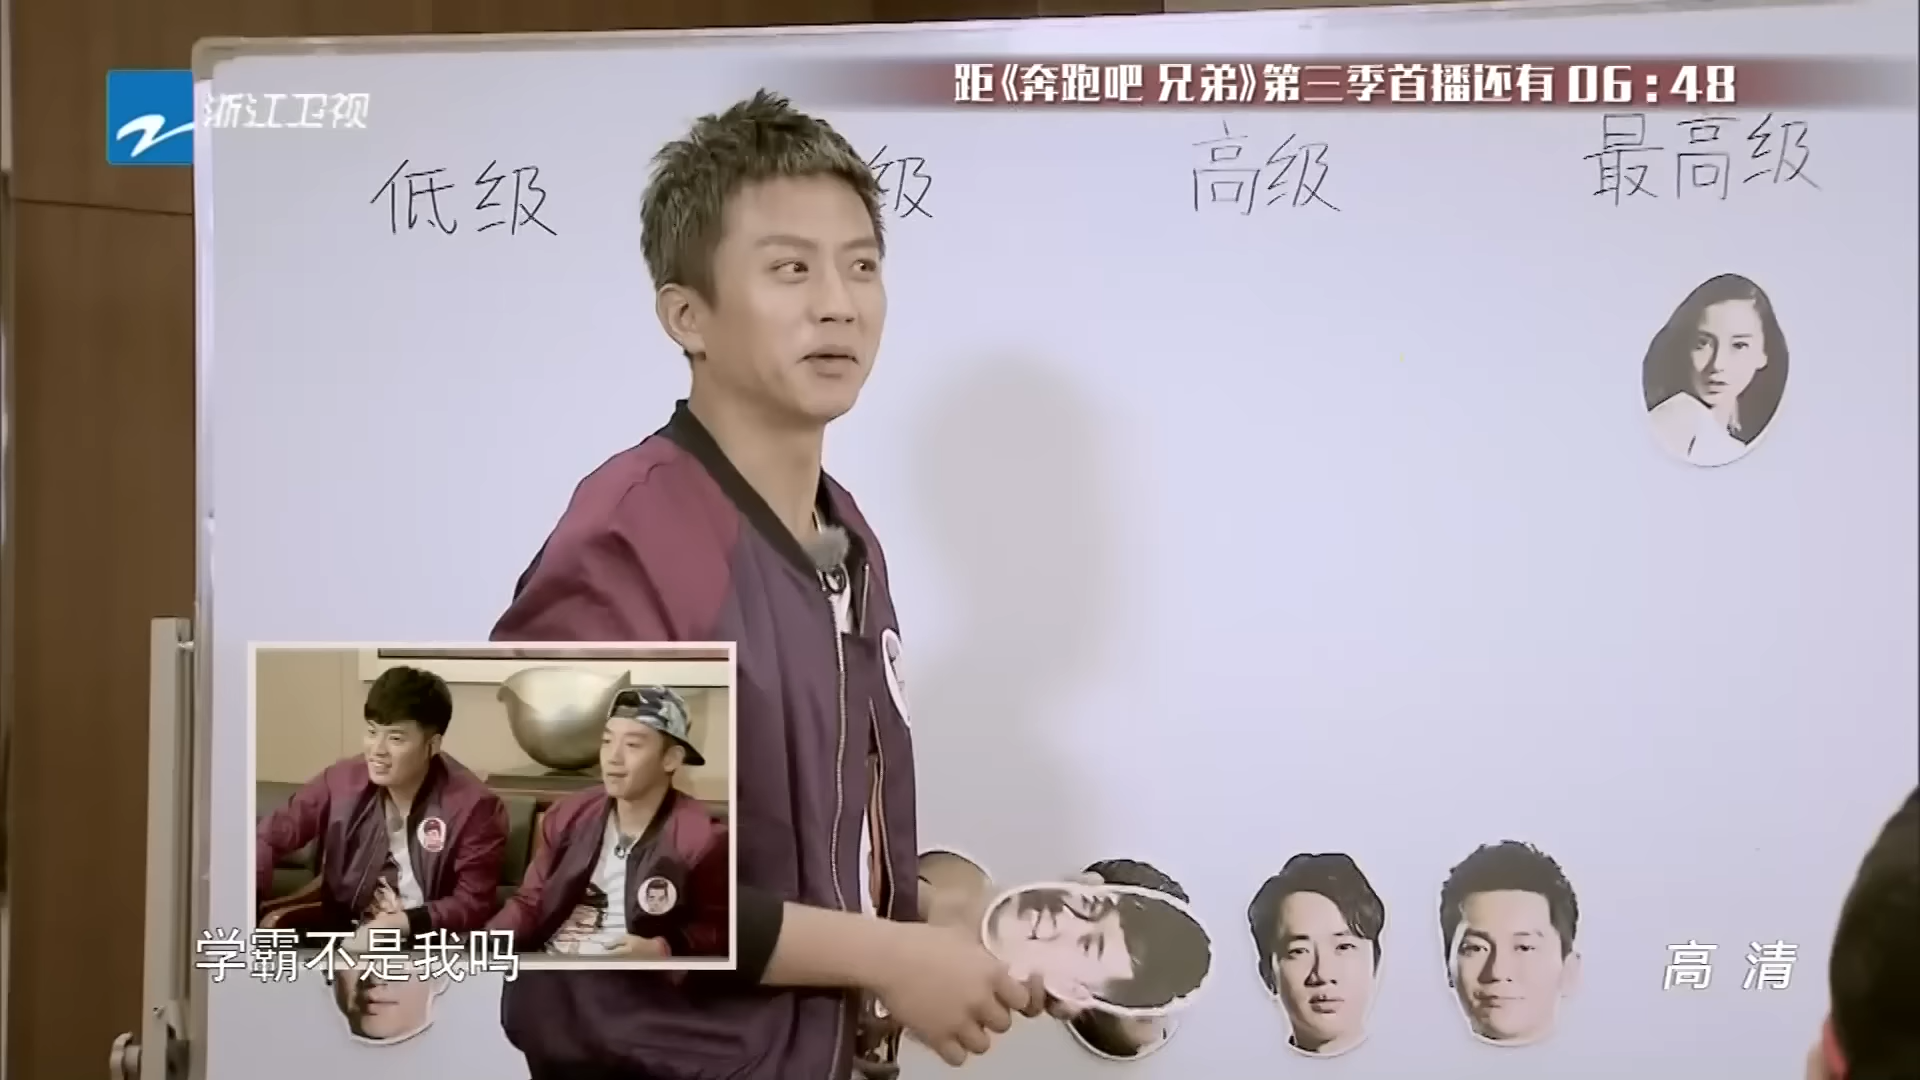 距《奔跑吧 兄弟》第三季首播还有 06:48
浙江卫视
低级
级
高级
最高级
学霸不是我吗
高清